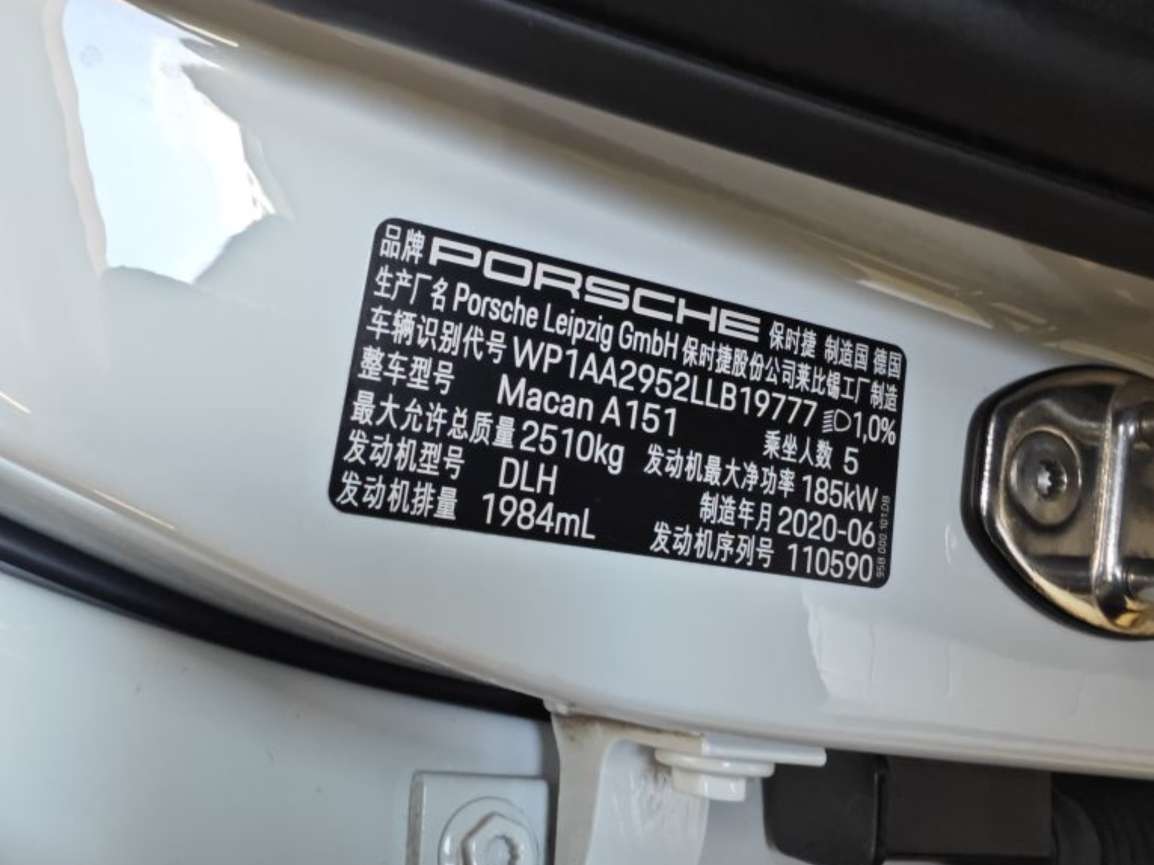 品牌 PORSCHE 保时捷 制造国 德国
生产厂名 Porsche Leipzig GmbH 保时捷股份公司莱比锡工厂制造
车辆识别代号 WP1AA2952LLB19777 1,0%
整车型号 Macan A151 乘坐人数 5
最大允许总质量 2510kg 发动机最大净功率 185kW
发动机型号 DLH 制造年月 2020-06
发动机排量 1984mL 发动机序列号 110590
95B.000.101.DB